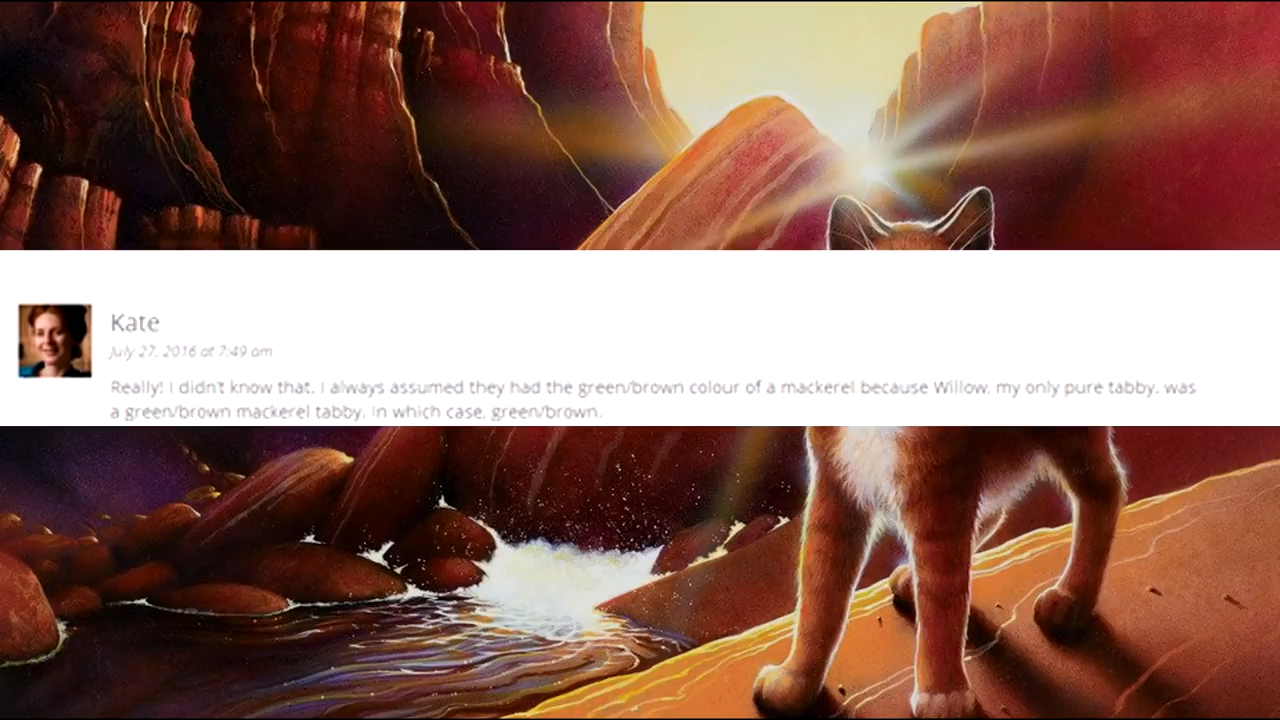 Kate
July 27, 2016 at 7:49 am
Really! I didn't know that. I always assumed they had the green/brown colour of a mackerel because Willow, my only pure tabby, was
a green/brown mackerel tabby. In which case, green/brown.